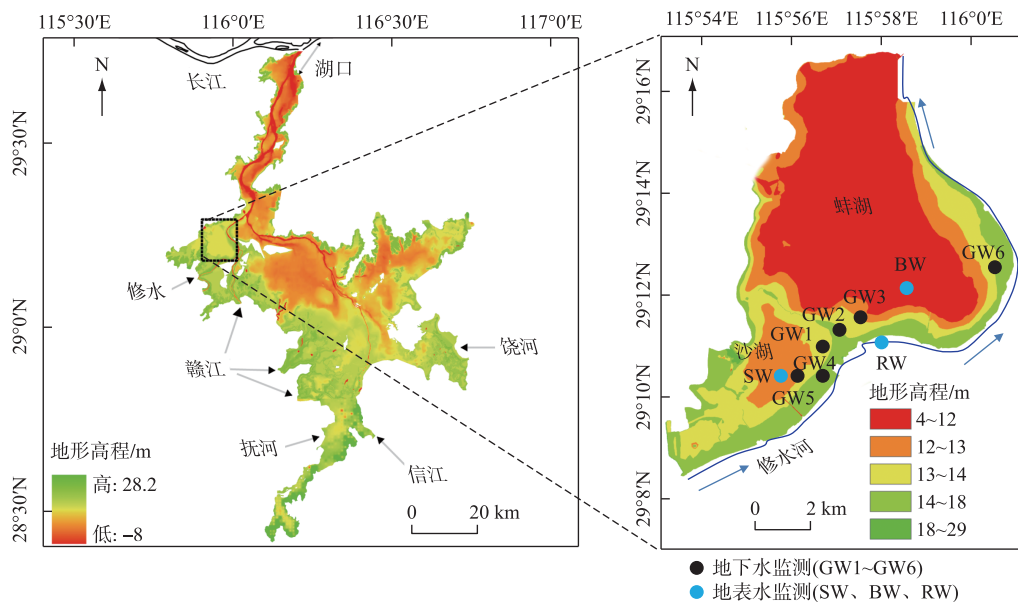 115°30′E
116°0′E
116°30′E
117°0′E
29°30′N
29°0′N
28°30′N
N
长江
湖口
修水
赣江
饶河
抚河
信江
地形高程/m
高: 28.2
低: –8
0 20 km
115°54′E
115°56′E
115°58′E
116°0′E
29°16′N
29°14′N
29°12′N
29°10′N
29°8′N
N
蚌湖
BW
GW6
GW3
GW2
GW1
沙湖
RW
SW
GW4
GW5
修水河
地形高程/m
4~12
12~13
13~14
14~18
18~29
0 2 km
地下水监测(GW1~GW6)
地表水监测(SW、BW、RW)